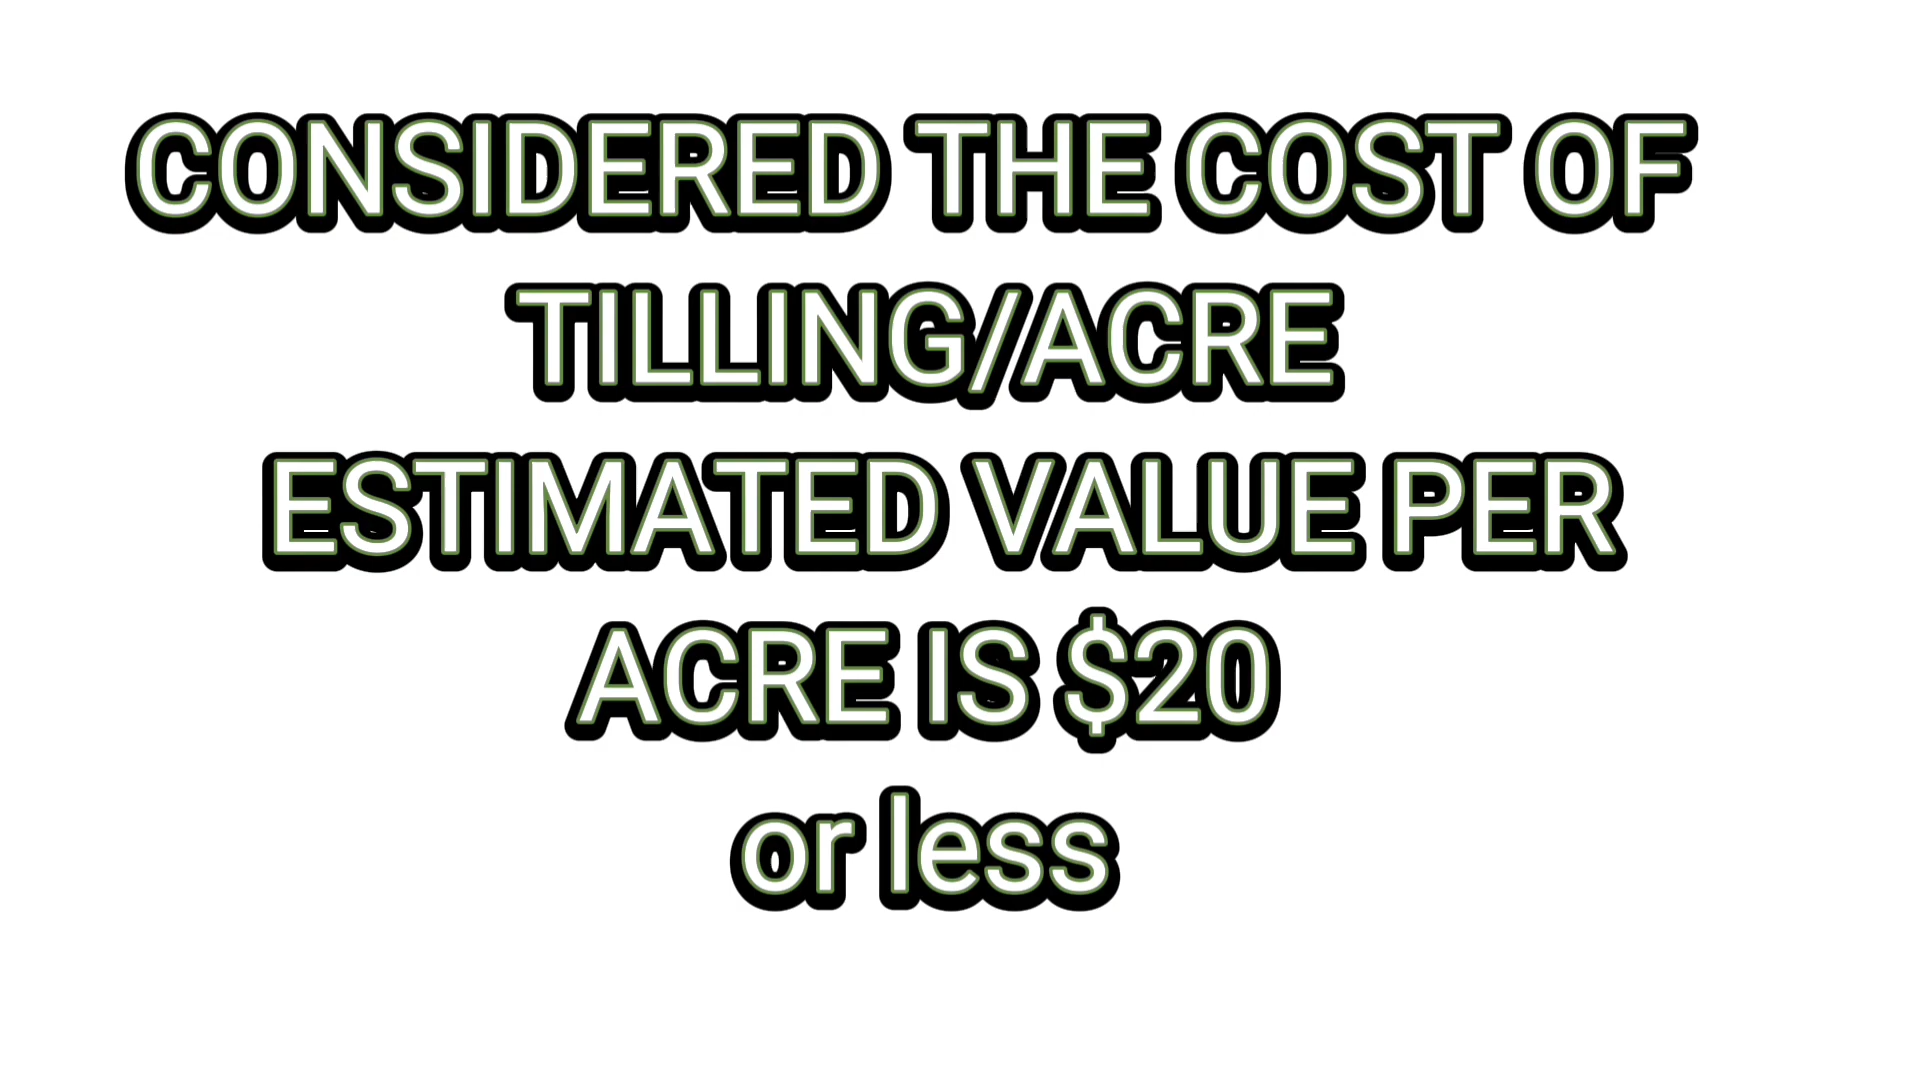 CONSIDERED THE COST OF
TILLING/ACRE
ESTIMATED VALUE PER
ACRE IS $20
or less